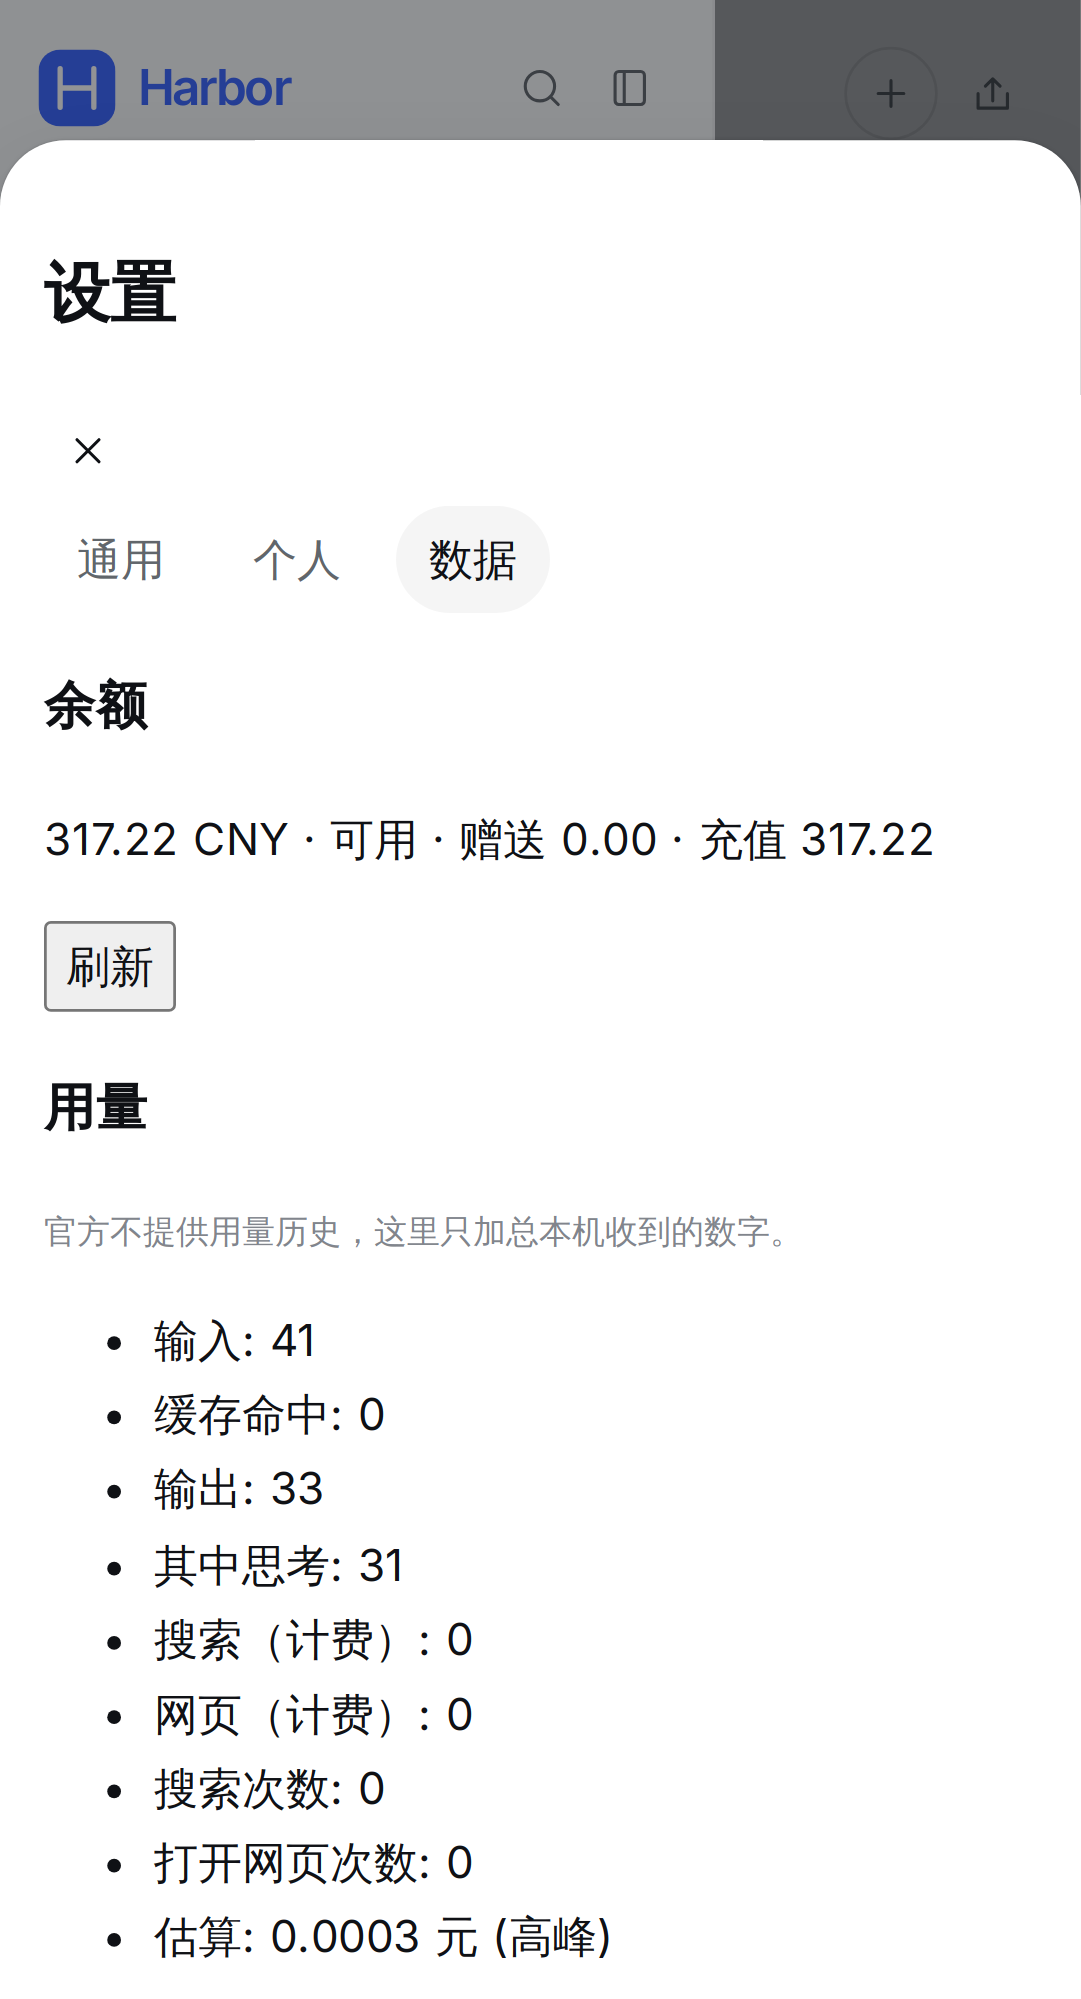 Harbor
设置
通用 个人 数据
余额
317.22 CNY · 可用 · 赠送 0.00 · 充值 317.22
刷新
用量
官方不提供用量历史，这里只加总本机收到的数字。
输入: 41
缓存命中: 0
输出: 33
其中思考: 31
搜索（计费）: 0
网页（计费）: 0
搜索次数: 0
打开网页次数: 0
估算: 0.0003 元 (高峰)